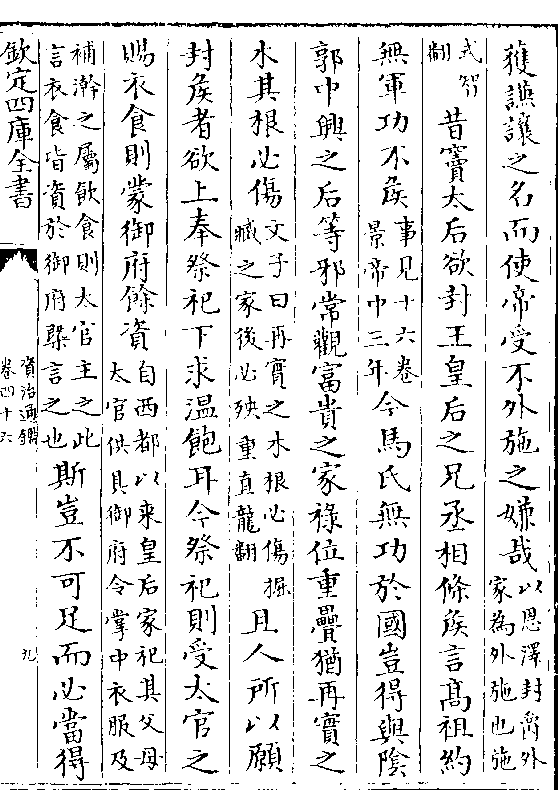 獲謙讓之名而使帝受不外施之嫌哉以恩澤封爵外家為外施也施
式智翻昔竇太后欲封王皇后之兄丞相條侯言髙祖約
無軍功不侯事見十六卷景帝中三年今馬氏無功於國豈得與隂
郭中興之后等邪常觀富貴之家祿位重疊猶再實之
木其根必傷文子曰再實之木根必傷掘臧之家後必殃重直龍翻且人所以願
封侯者欲上奉祭祀下求温飽耳今祭祀則受太官之
賜衣食則蒙御府餘資自西都以来皇后家祀其父母太官供具御府令掌中衣服及
補澣之屬飲食則太官主之此言衣食皆資於御府槩言之也斯豈不可足而必當得
欽定四庫全書
資治通鑑
卷四十六
九